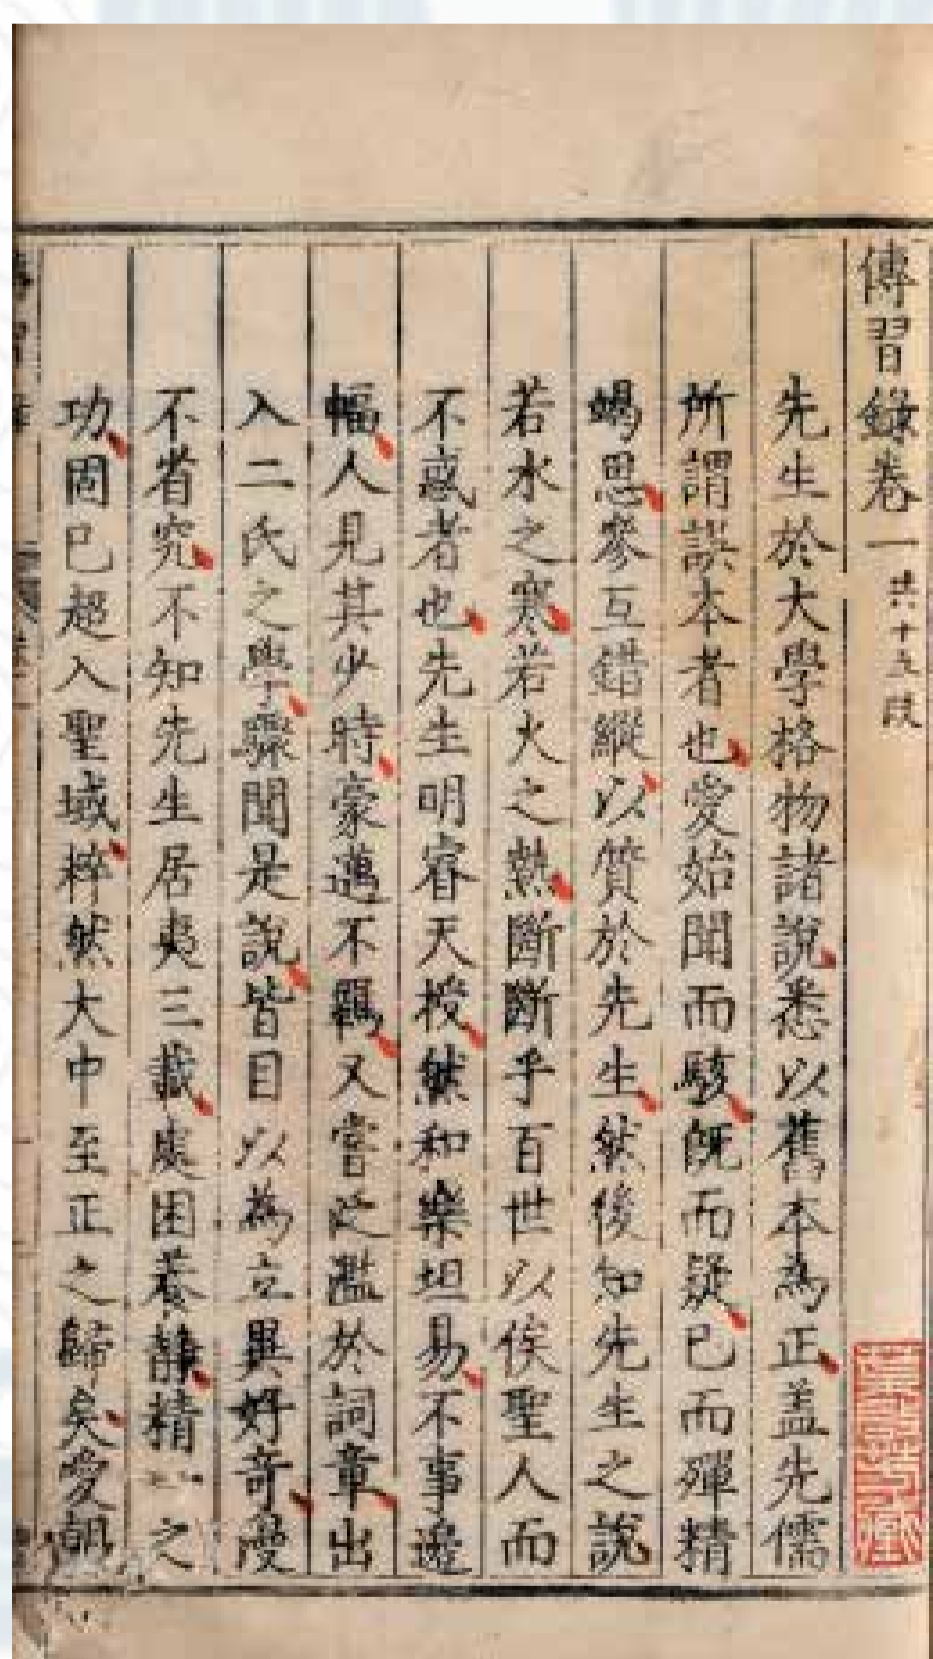 傳習錄卷一 共十五段
先生於大學格物諸說悉以舊本為正盖先儒
所謂誤本者也愛始聞而駭既而疑已而殫精
竭思參互錯縱以質於先生然後知先生之說
若水之寒若火之熱斷斷乎百世以俟聖人而
不惑者也先生明睿天授然和樂坦易不事邊
幅人見其少時豪邁不羈又嘗泛濫於詞章出
入二氏之學驟聞是說皆目以為立異好奇漫
不省究不知先生居夷三載處困養靜精一之
功固已超入聖域粹然大中至正之歸矣愛朝